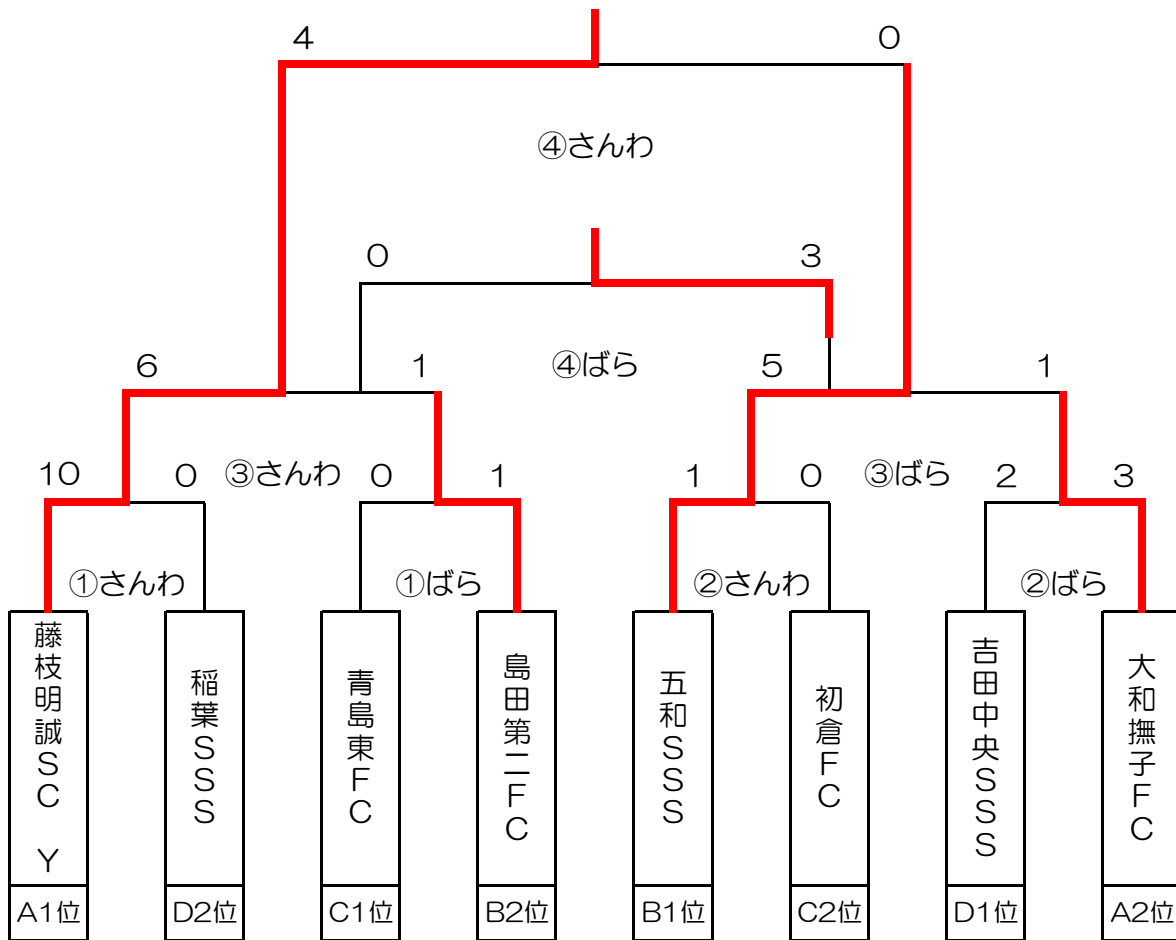 4 0
④さんわ
0 3
④ばら
6 1 5 1
③さんわ ③ばら
10 0 0 1 1 0 2 3
①さんわ ①ばら ②さんわ ②ばら
藤枝明誠SC Y
稲葉SSS
青島東FC
島田第二FC
五和SSS
初倉FC
吉田中央SSS
大和撫子FC
A1位 D2位 C1位 B2位 B1位 C2位 D1位 A2位